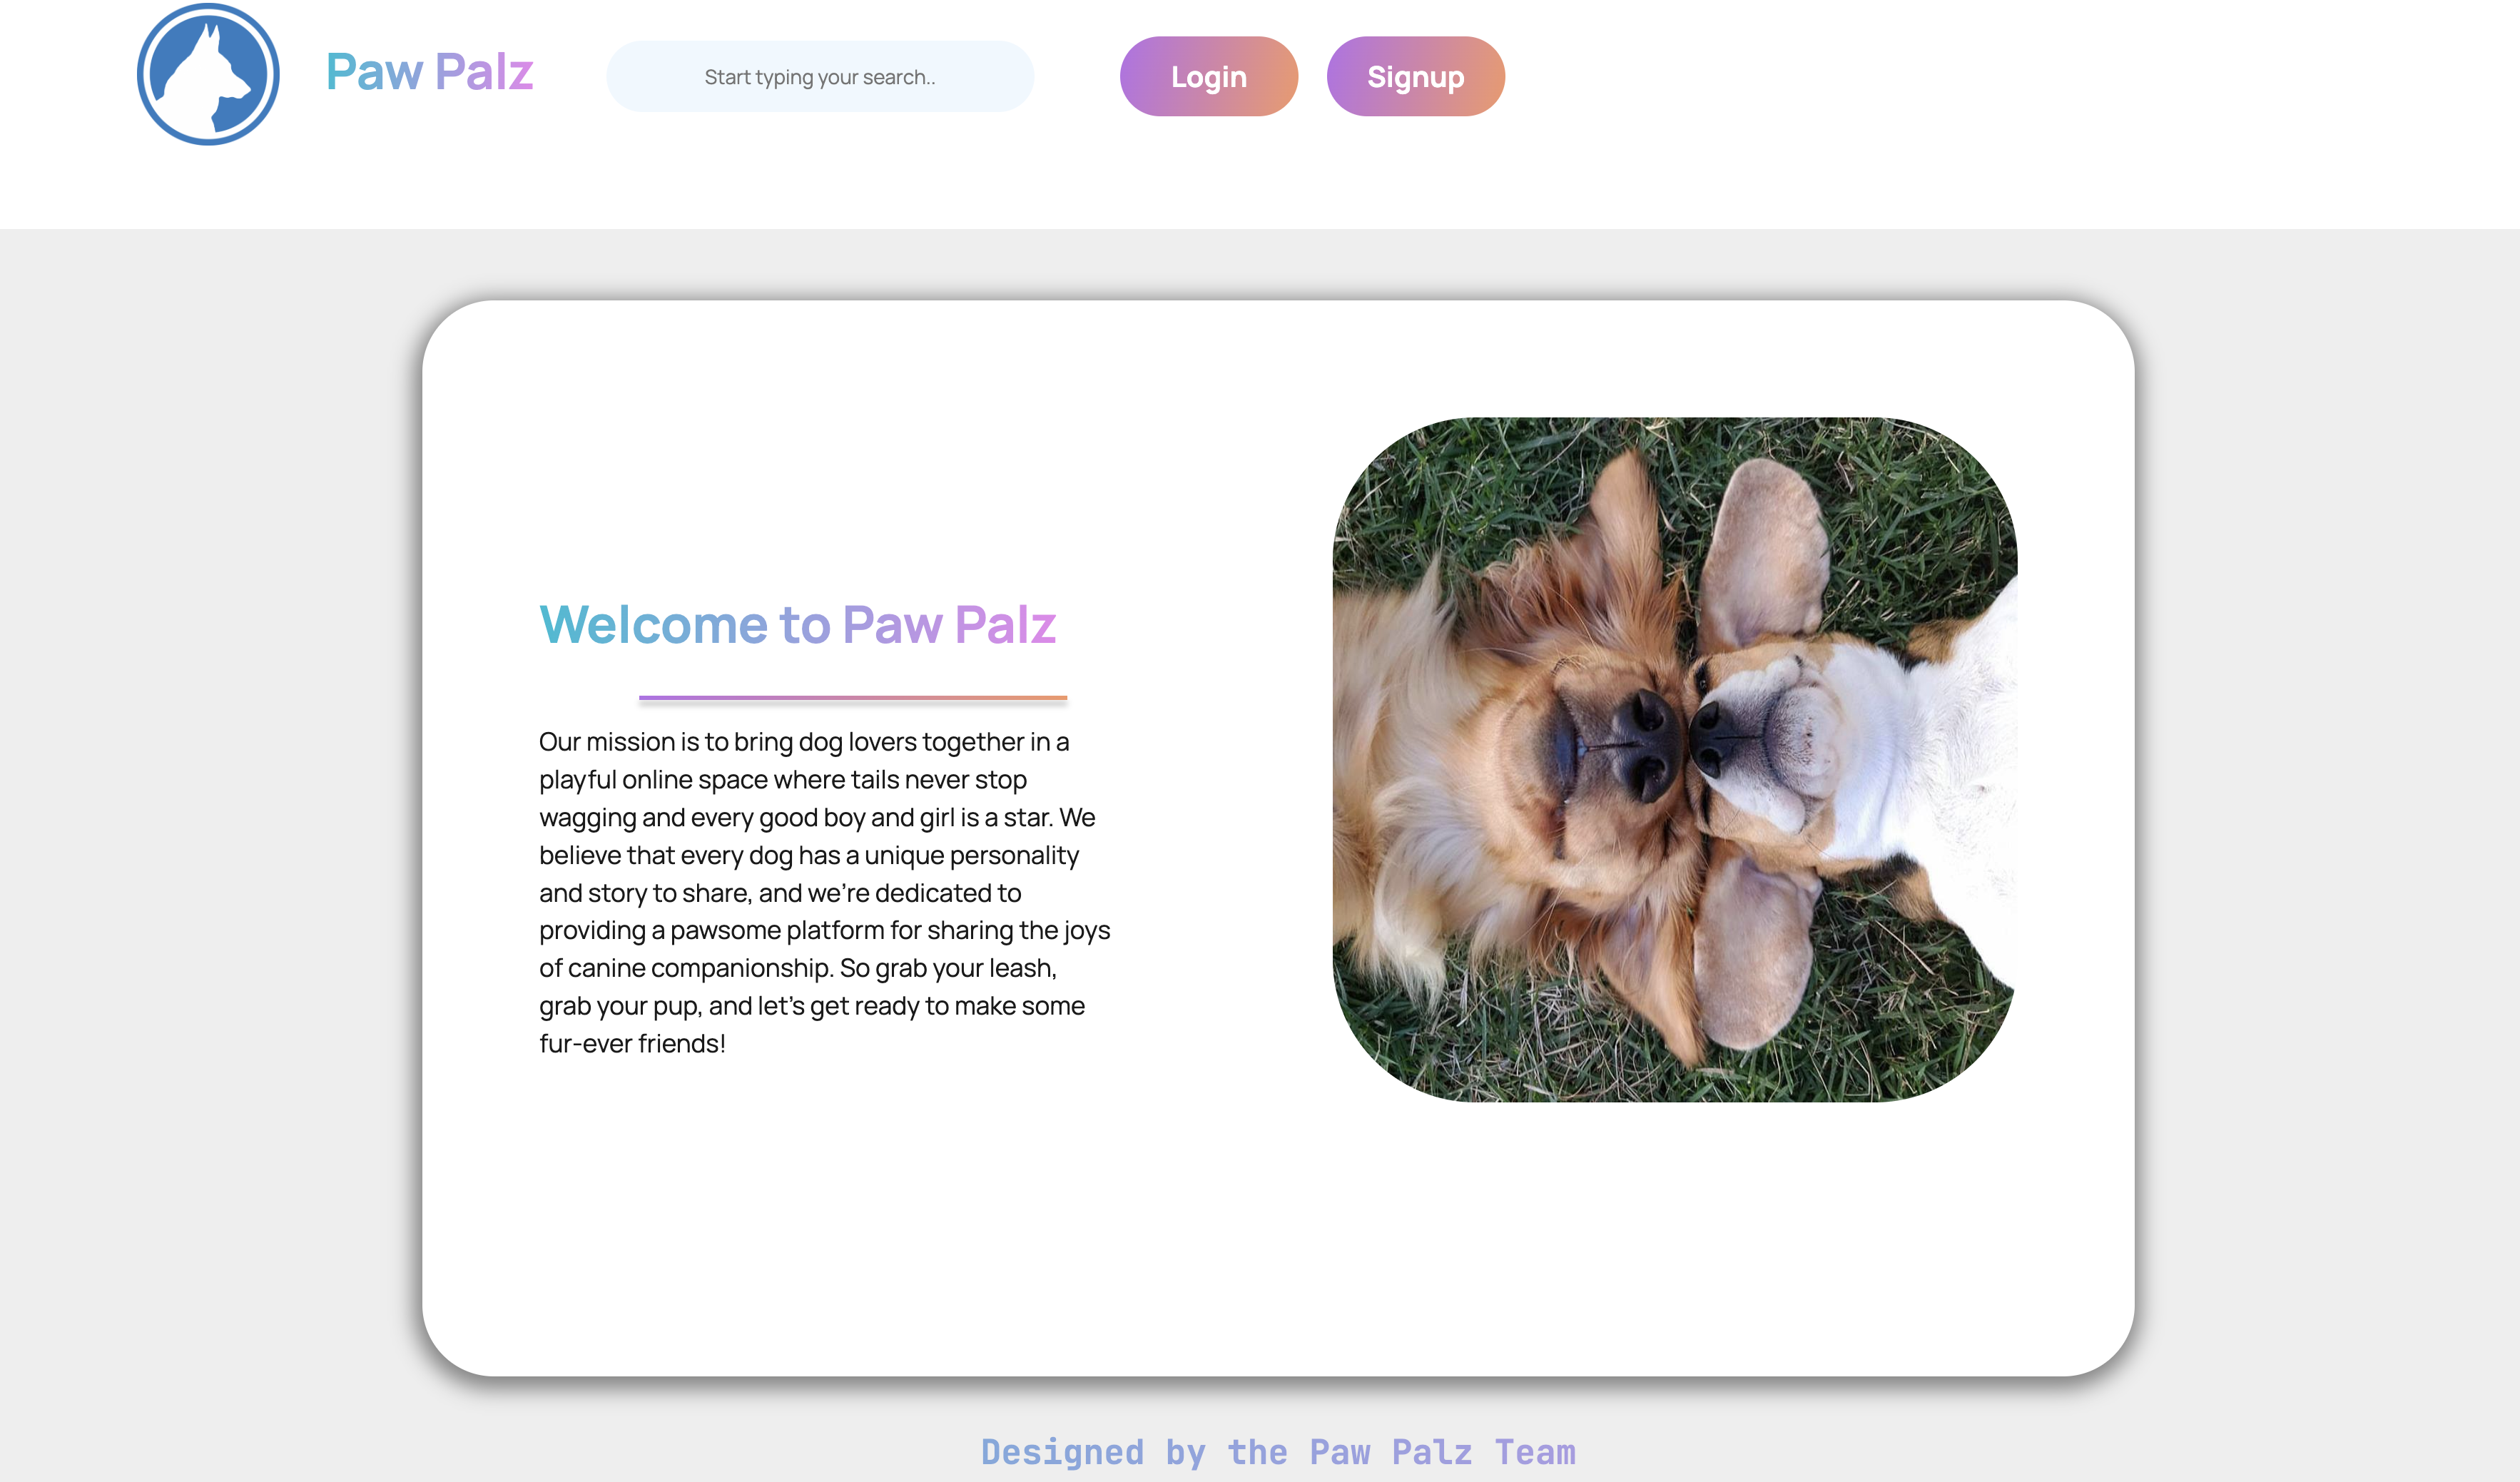 Paw Palz
Start typing your search..
Login
Signup
Welcome to Paw Palz
Our mission is to bring dog lovers together in a
playful online space where tails never stop
wagging and every good boy and girl is a star. We
believe that every dog has a unique personality
and story to share, and we’re dedicated to
providing a pawsome platform for sharing the joys
of canine companionship. So grab your leash,
grab your pup, and let’s get ready to make some
fur-ever friends!
Designed by the Paw Palz Team